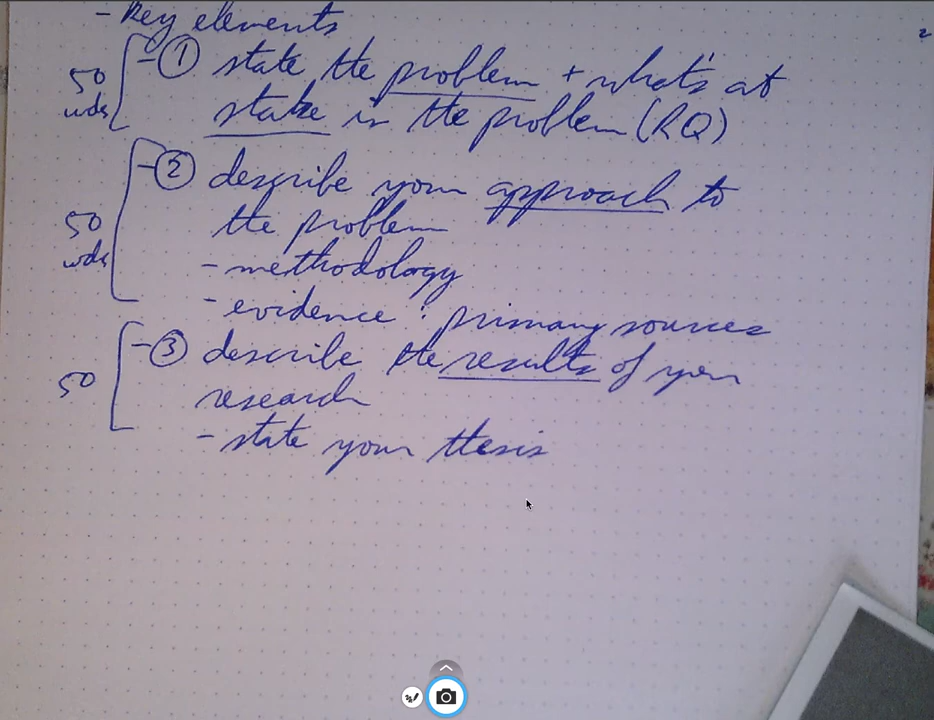 - Key elements
2
50 wds - ① state the problem + what's at
stake in the problem (RQ)
50 wds - ② describe your approach to
the problem
- methodology
- evidence : primary sources
50 - ③ describe the results of your
research
- state your thesis